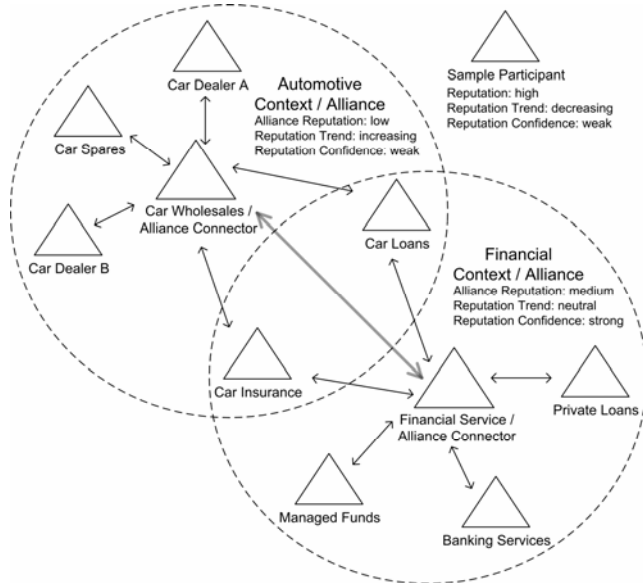 Car Dealer A
Automotive
Context / Alliance
Alliance Reputation: low
Reputation Trend: increasing
Reputation Confidence: weak
Sample Participant
Reputation: high
Reputation Trend: decreasing
Reputation Confidence: weak
Car Spares
Car Wholesales /
Alliance Connector
Car Loans
Car Dealer B
Financial
Context / Alliance
Alliance Reputation: medium
Reputation Trend: neutral
Reputation Confidence: strong
Car Insurance
Financial Service /
Alliance Connector
Private Loans
Managed Funds
Banking Services